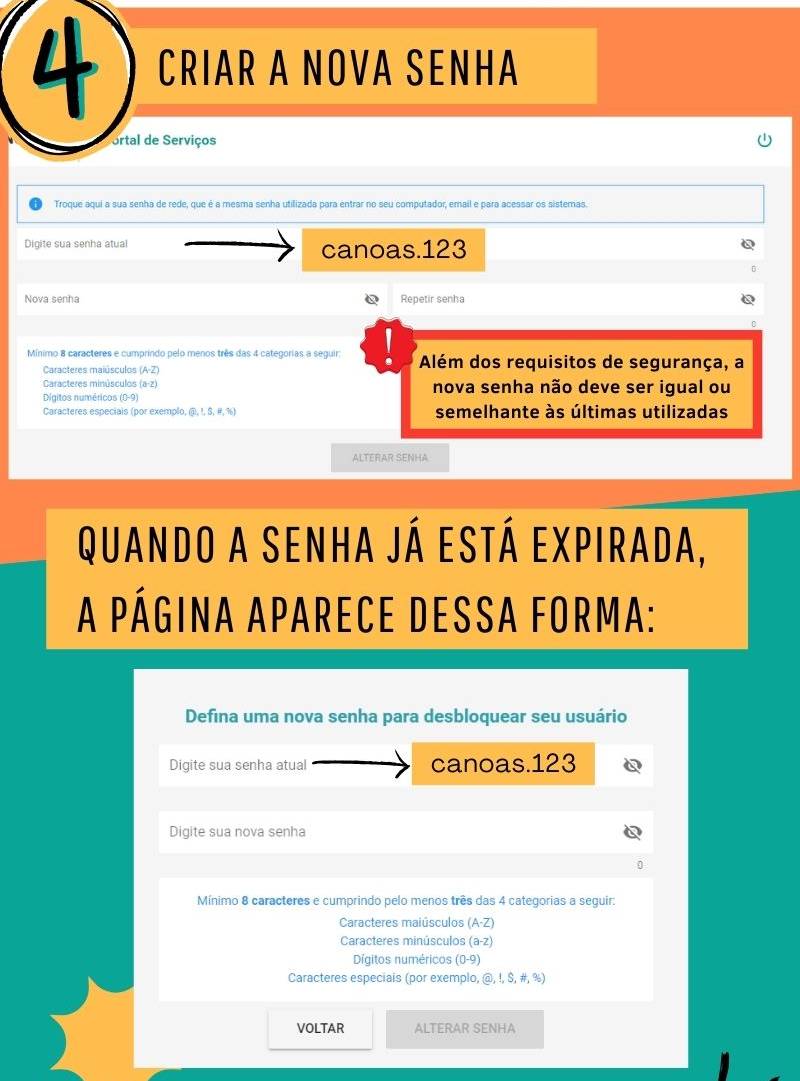 4
CRIAR A NOVA SENHA
ortal de Serviços
Troque aqui a sua senha de rede, que é a mesma senha utilizada para entrar no seu computador, email e para acessar os sistemas.
Digite sua senha atual
canoas.123
0
Nova senha
Repetir senha
0
Mínimo 8 caracteres e cumprindo pelo menos três das 4 categorias a seguir:
Caracteres maiúsculos (A-Z)
Caracteres minúsculos (a-z)
Dígitos numéricos (0-9)
Caracteres especiais (por exemplo, @, !, $, #, %)
!
Além dos requisitos de segurança, a
nova senha não deve ser igual ou
semelhante às últimas utilizadas
ALTERAR SENHA
QUANDO A SENHA JÁ ESTÁ EXPIRADA,
A PÁGINA APARECE DESSA FORMA:
Defina uma nova senha para desbloquear seu usuário
Digite sua senha atual
canoas.123
Digite sua nova senha
0
Mínimo 8 caracteres e cumprindo pelo menos três das 4 categorias a seguir:
Caracteres maiúsculos (A-Z)
Caracteres minúsculos (a-z)
Dígitos numéricos (0-9)
Caracteres especiais (por exemplo, @, !, $, #, %)
VOLTAR
ALTERAR SENHA